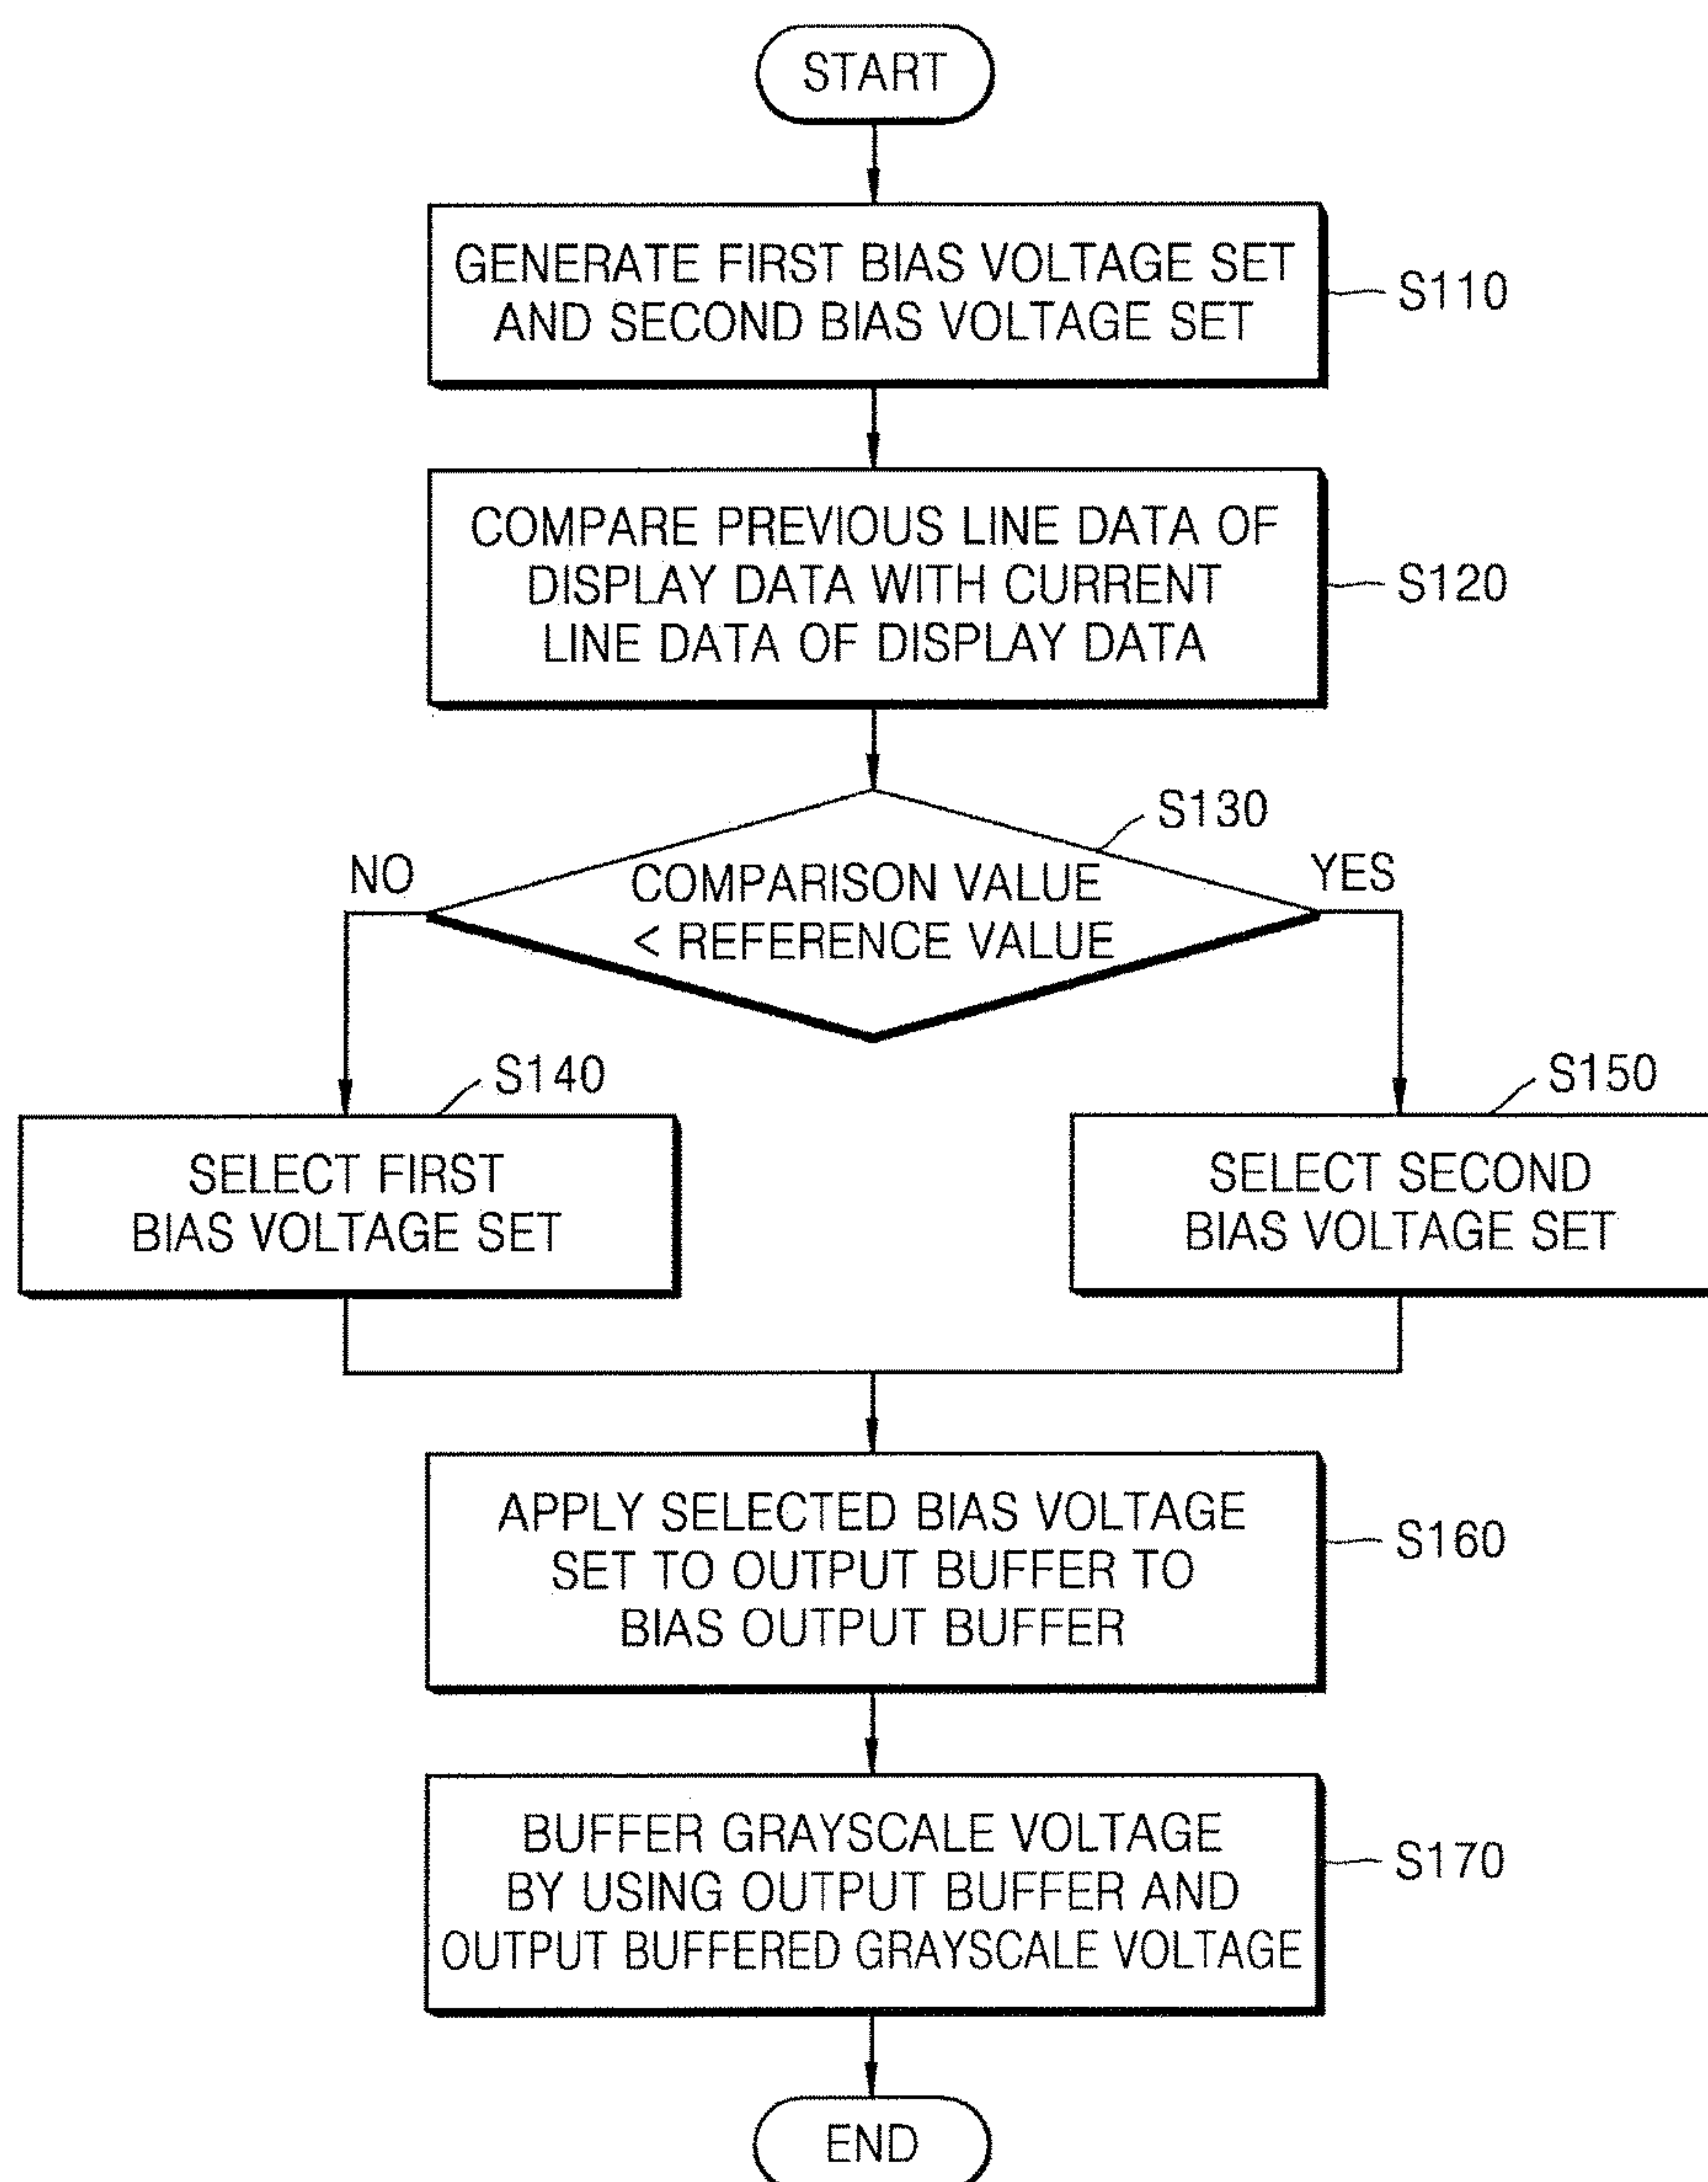 START
GENERATE FIRST BIAS VOLTAGE SET
AND SECOND BIAS VOLTAGE SET
S110
COMPARE PREVIOUS LINE DATA OF
DISPLAY DATA WITH CURRENT
LINE DATA OF DISPLAY DATA
S120
S130
NO
COMPARISON VALUE
< REFERENCE VALUE
YES
S140
SELECT FIRST
BIAS VOLTAGE SET
S150
SELECT SECOND
BIAS VOLTAGE SET
APPLY SELECTED BIAS VOLTAGE
SET TO OUTPUT BUFFER TO
BIAS OUTPUT BUFFER
S160
BUFFER GRAYSCALE VOLTAGE
BY USING OUTPUT BUFFER AND
OUTPUT BUFFERED GRAYSCALE VOLTAGE
S170
END